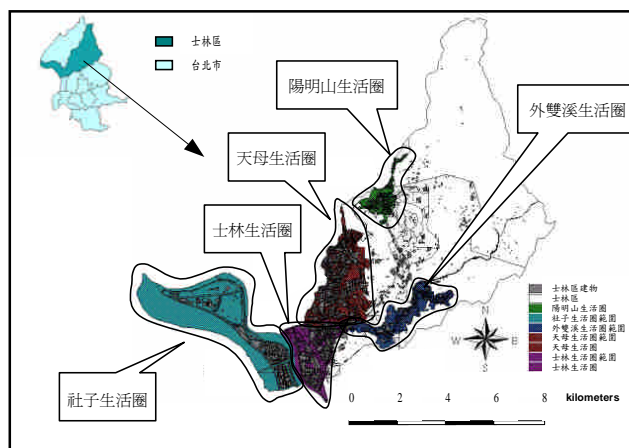 士林區
台北市
陽明山生活圈
外雙溪生活圈
天母生活圈
士林生活圈
社子生活圈
士林區建物
士林區
陽明山生活圈
社子生活圈範圍
外雙溪生活圈範圍
天母生活圈範圍
天母生活圈
士林生活圈範圍
士林生活圈
N
W
E
S
0 2 4 6 8 kilometers